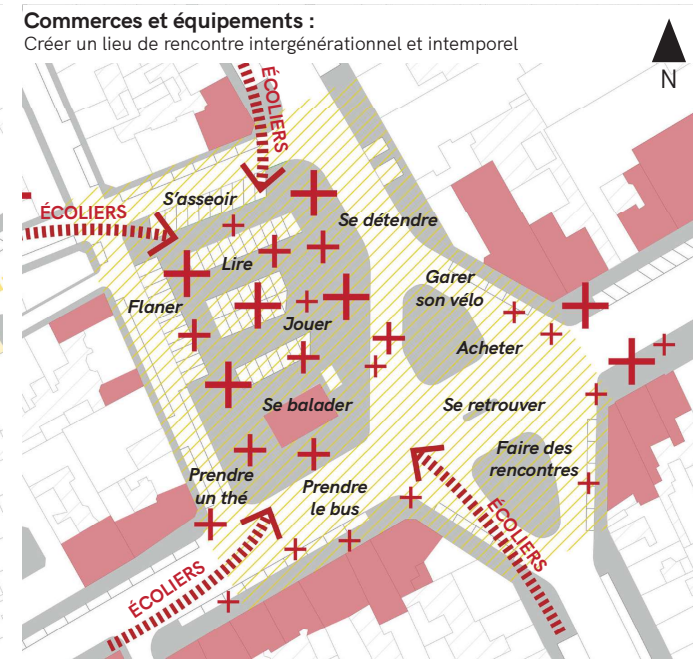 Commerces et équipements :
Créer un lieu de rencontre intergénérationnel et intemporel
N
ÉCOLIERS
ÉCOLIERS
S'asseoir
Se détendre
Lire
Flaner
Garer
son vélo
Jouer
Acheter
Se balader
Se retrouver
Faire des
rencontres
Prendre
un thé
Prendre
le bus
ÉCOLIERS
ÉCOLIERS